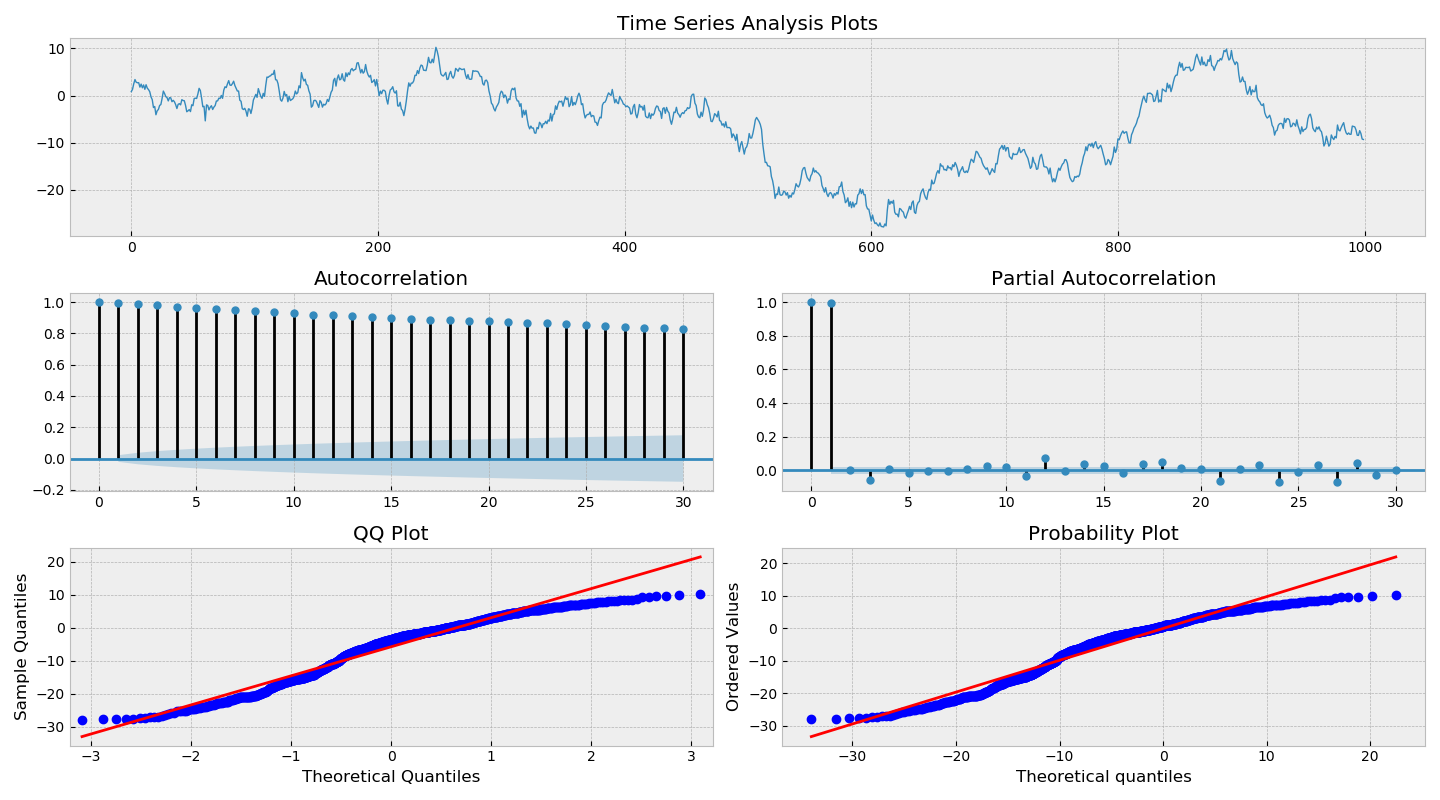 Time Series Analysis Plots
10
0
−10
−20
0 200 400 600 800 1000
Autocorrelation
1.0
0.8
0.6
0.4
0.2
0.0
−0.2
0 5 10 15 20 25 30
Partial Autocorrelation
1.0
0.8
0.6
0.4
0.2
0.0
0 5 10 15 20 25 30
QQ Plot
Sample Quantiles
20
10
0
−10
−20
−30
−3 −2 −1 0 1 2 3
Theoretical Quantiles
Probability Plot
Ordered Values
20
10
0
−10
−20
−30
−30 −20 −10 0 10 20
Theoretical quantiles